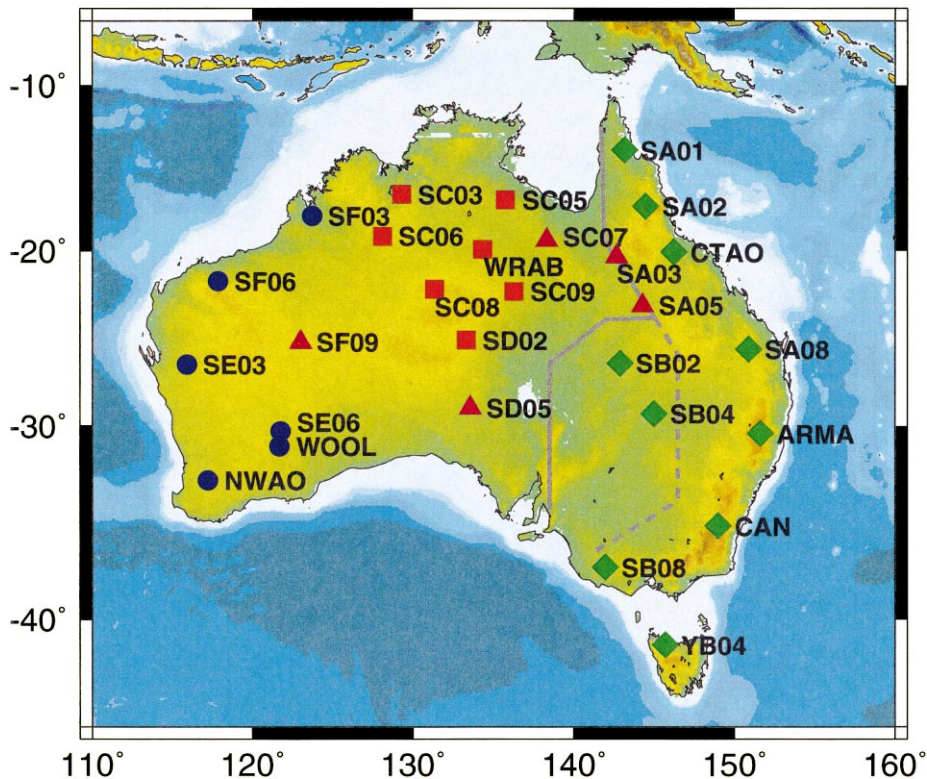 -10°
SA01
SC03
SC05
SA02
SF03
SC06
SC07
-20°
CTAO
WRAB
SA03
SF06
SC09
SC08
SA05
SF09
SD02
SA08
SE03
SB02
SD05
SB04
SE06
-30°
ARMA
WOOL
NWAO
CAN
SB08
-40°
YB04
110° 120° 130° 140° 150° 160°